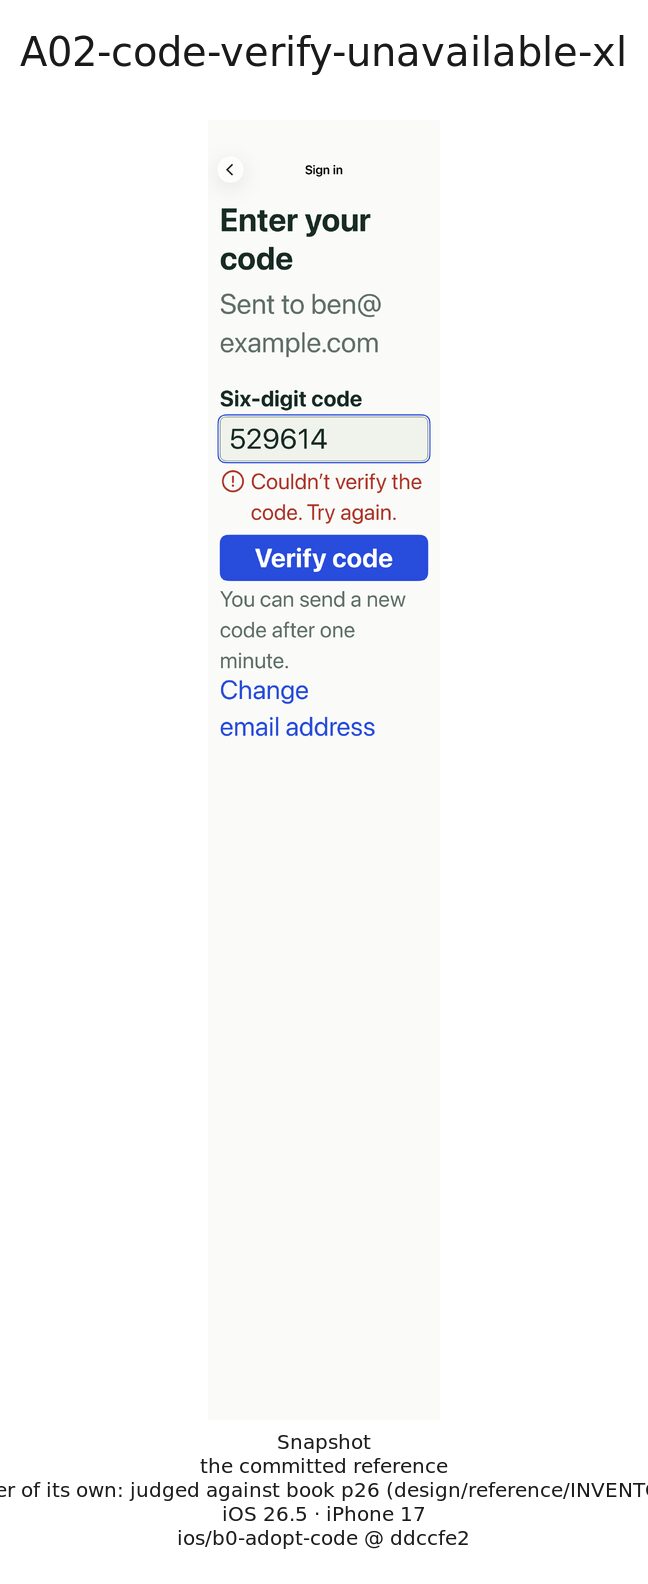 A02-code-verify-unavailable-xl
Sign in
Enter your
code
Sent to ben@
example.com
Six-digit code
529614
Couldn’t verify the
code. Try again.
Verify code
You can send a new
code after one
minute.
Change
email address
Snapshot
the committed reference
of its own: judged against book p26 (design/reference/
iOS 26.5 · iPhone 17
ios/b0-adopt-code @ ddccfe2